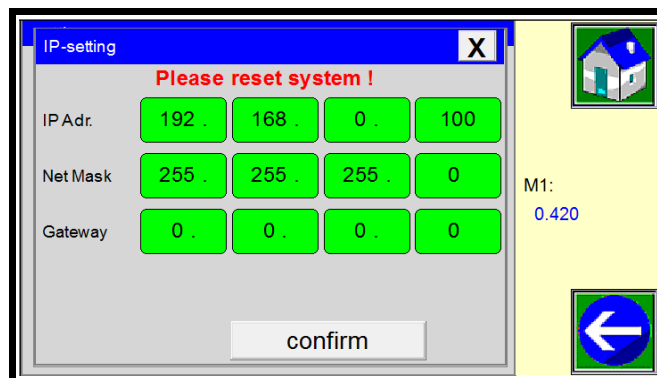 IP-setting X
Please reset system !
IP Adr. 192 . 168 . 0 . 100
Net Mask 255 . 255 . 255 . 0
Gateway 0 . 0 . 0 . 0
confirm
M1:
0.420